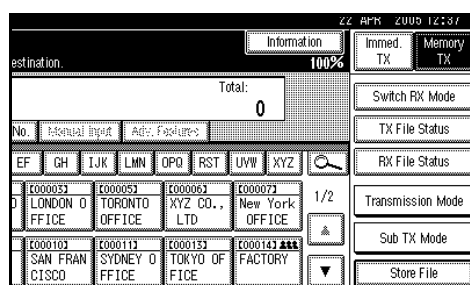 22 APR 2005 12:37
Information
Immed. TX
Memory TX
estination.
100%
Total:
0
Switch RX Mode
No.
Manual Input
Adv. Features
TX File Status
EF GH IJK LMN OPQ RST UVW XYZ
RX File Status
[00003] [00005] [00006] [00007]
LONDON O TORONTO XYZ CO., New York
FFICE OFFICE LTD OFFICE
1/2
Transmission Mode
[00010] [00011] [00013] [00014]
SAN FRAN SYDNEY O TOKYO OF FACTORY
CISCO FFICE FICE
Sub TX Mode
Store File